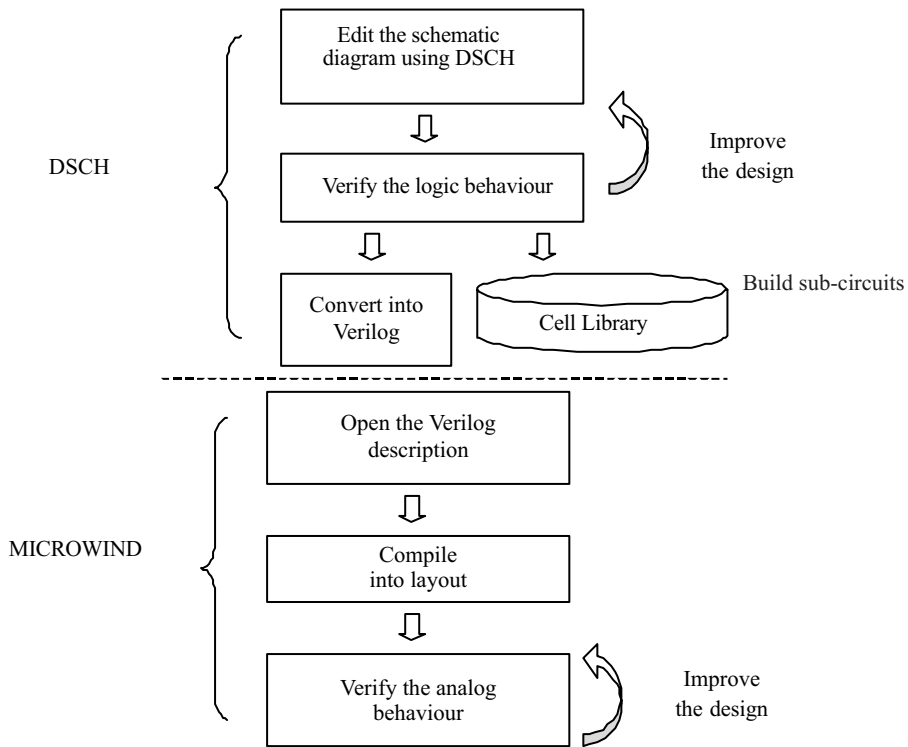 Edit the schematic
diagram using DSCH
Improve
the design
DSCH
Verify the logic behaviour
Build sub-circuits
Convert into
Verilog
Cell Library
Open the Verilog
description
MICROWIND
Compile
into layout
Verify the analog
behaviour
Improve
the design